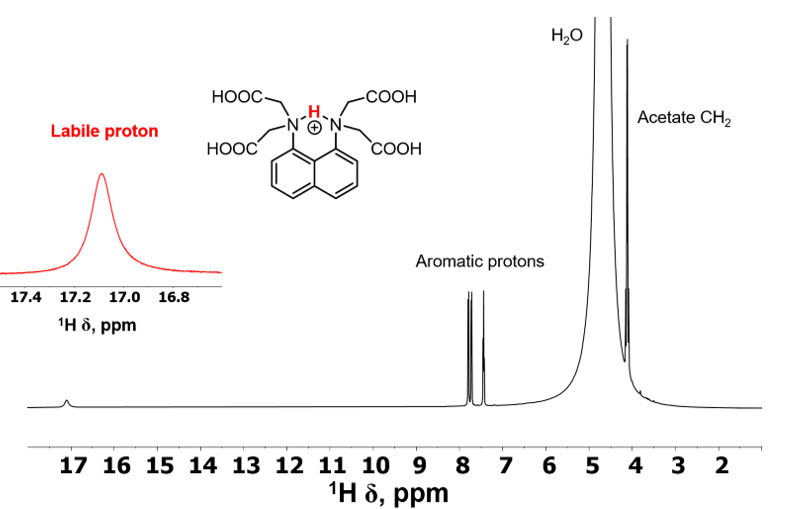 H₂O
HOOC COOH
H
Labile proton
N ⊕ N
Acetate CH₂
HOOC COOH
Aromatic protons
17.4 17.2 17.0 16.8
¹H δ, ppm
17 16 15 14 13 12 11 10 9 8 7 6 5 4 3 2
¹H δ, ppm